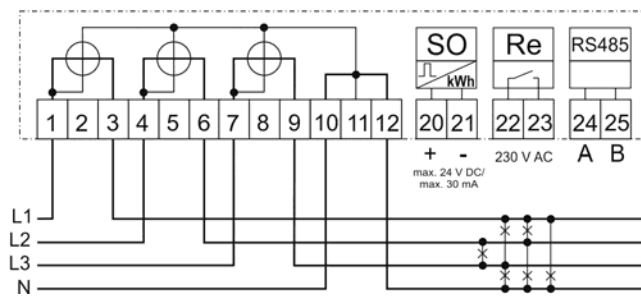 SO Re RS485
kWh
1 2 3 4 5 6 7 8 9 10 11 12 20 21 22 23 24 25
+ - 230 V AC A B
max. 24 V DC/
max. 30 mA
L1
L2
L3
N